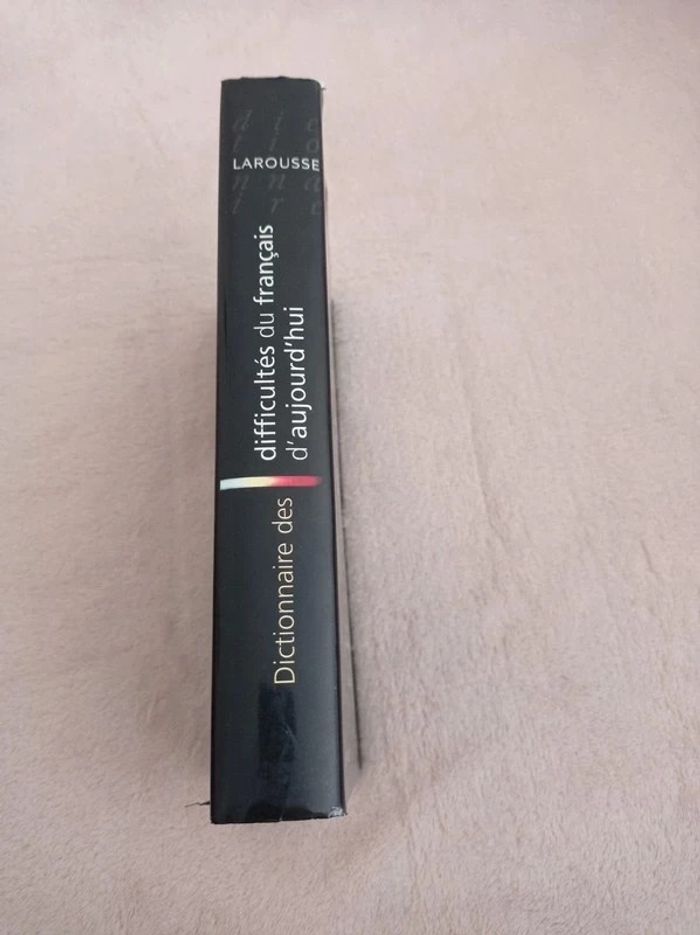 d i c
t i o
LAROUSSE
n n a
i r e
Dictionnaire des
difficultés du français
d'aujourd'hui